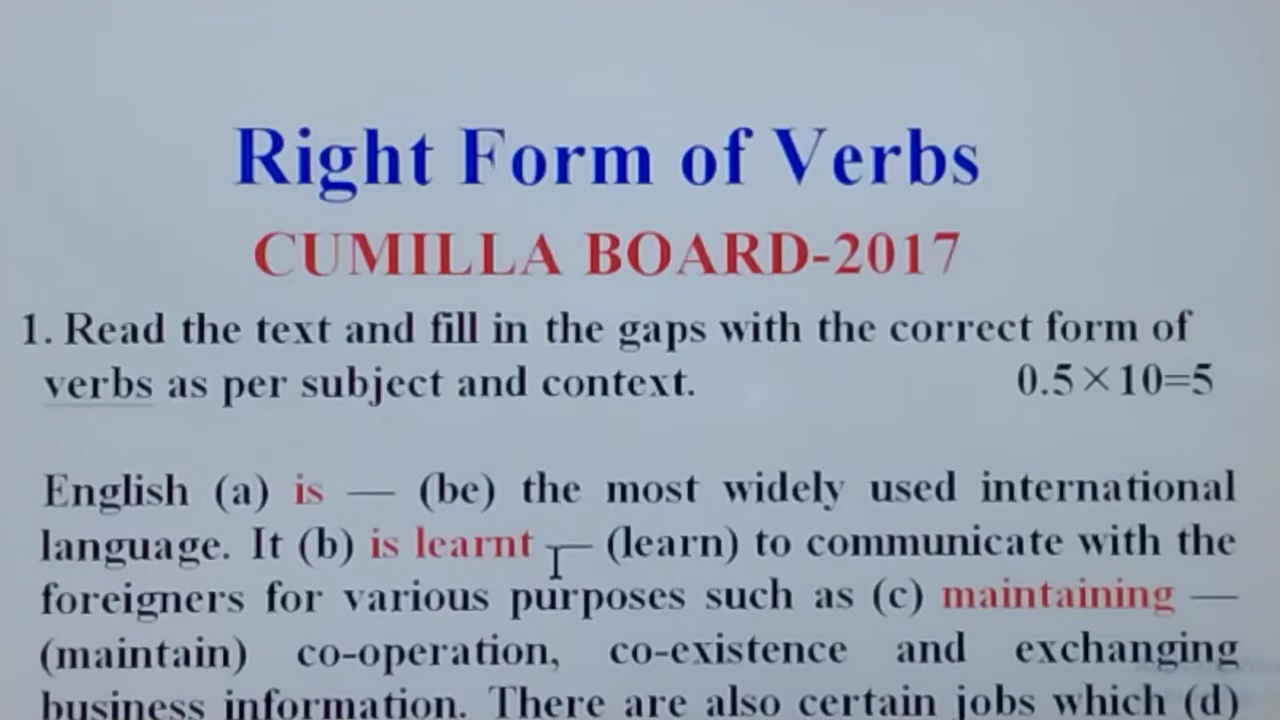 Right Form of Verbs
CUMILLA BOARD-2017
1. Read the text and fill in the gaps with the correct form of
verbs as per subject and context. 0.5×10=5
English (a) is — (be) the most widely used international
language. It (b) is learnt — (learn) to communicate with the
foreigners for various purposes such as (c) maintaining —
(maintain) co-operation, co-existence and exchanging
business information. There are also certain jobs which (d)